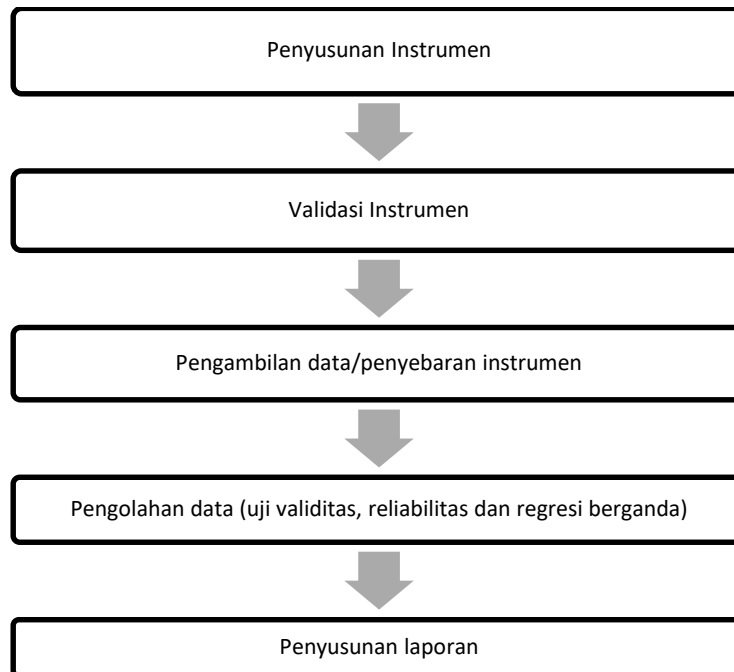 Penyusunan Instrumen
Validasi Instrumen
Pengambilan data/penyebaran instrumen
Pengolahan data (uji validitas, reliabilitas dan regresi berganda)
Penyusunan laporan